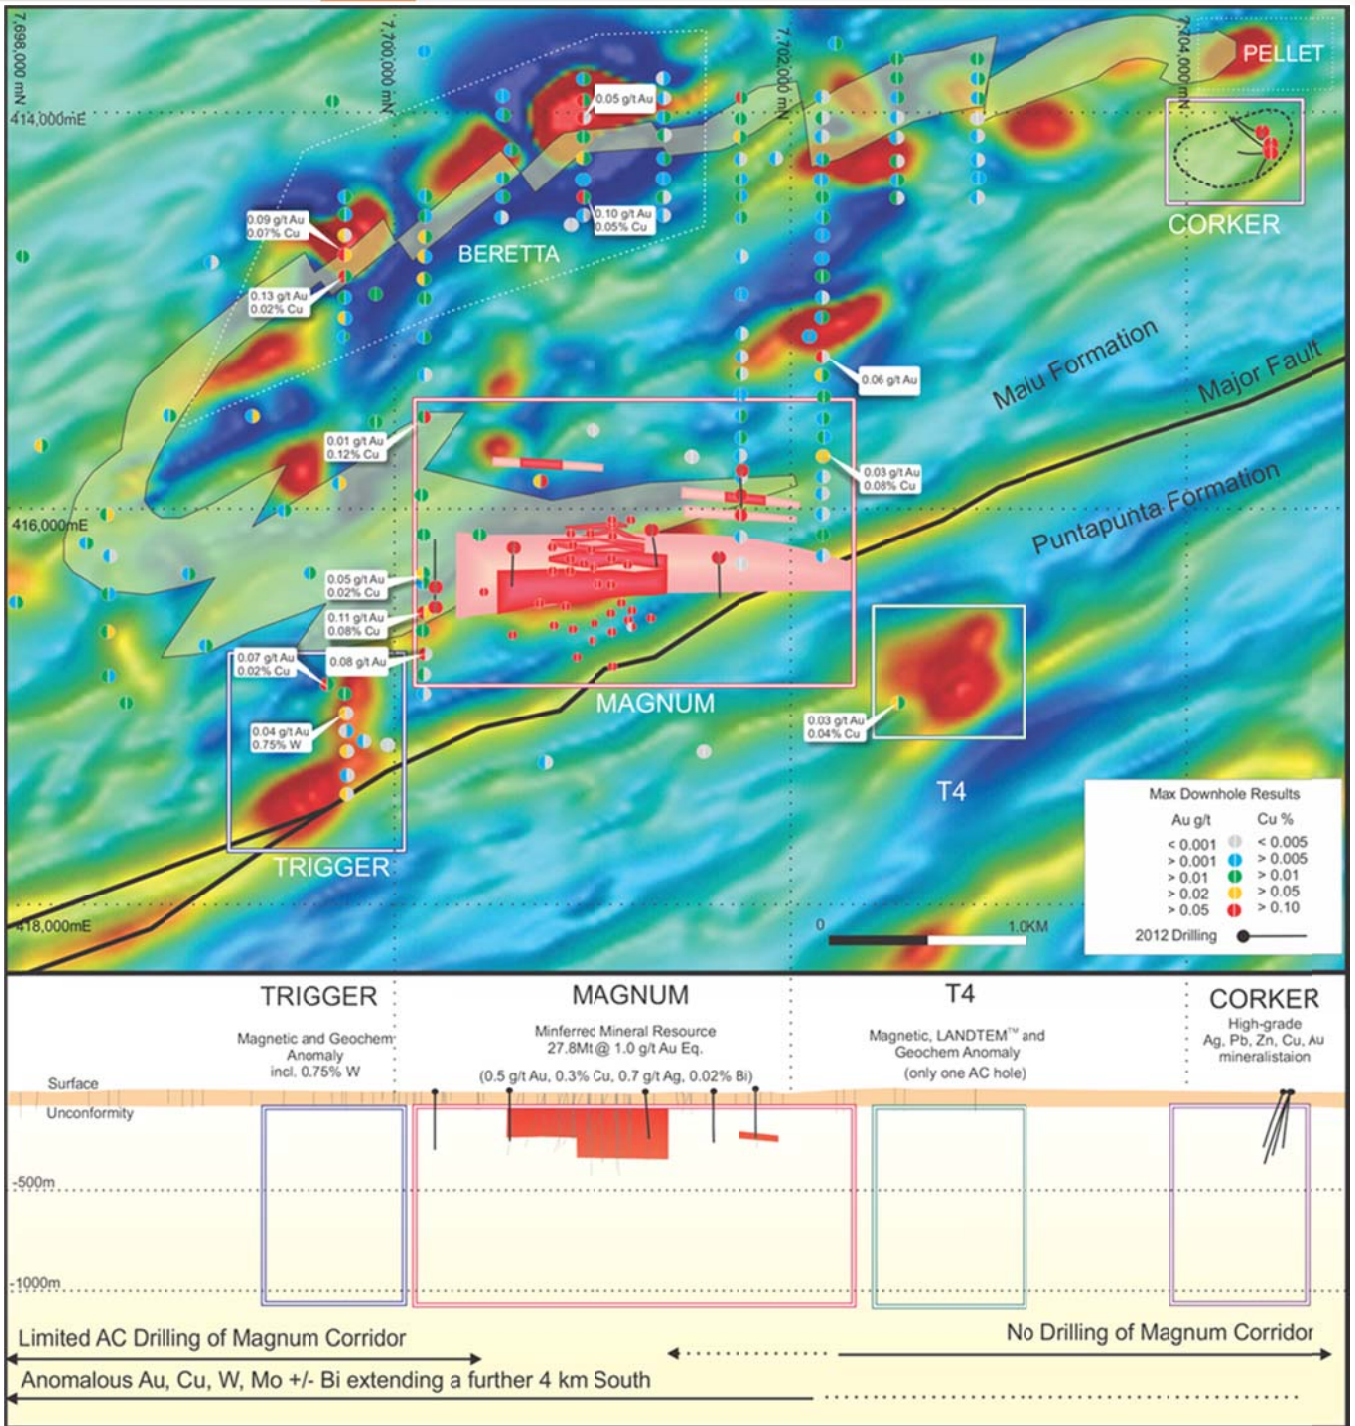 7,698,000 mN
7,700,000 mN
7,702,000 mN
7,704,000 mN
PELLET
414,000mE
0.05 g/t Au
CORKER
0.09 g/t Au
0.07% Cu
0.10 g/t Au
0.05% Cu
BERETTA
0.13 g/t Au
0.02% Cu
Malu Formation
Major Fault
0.06 g/t Au
0.01 g/t Au
0.12% Cu
0.03 g/t Au
0.08% Cu
416,000mE
Puntapunta Formation
0.05 g/t Au
0.02% Cu
0.11 g/t Au
0.08% Cu
0.07 g/t Au
0.02% Cu
0.08 g/t Au
MAGNUM
0.04 g/t Au
0.75% W
0.03 g/t Au
0.04% Cu
T4
TRIGGER
Max Downhole Results
Au g/t Cu %
< 0.001 < 0.005
> 0.001 > 0.005
> 0.01 > 0.01
> 0.02 > 0.05
> 0.05 > 0.10
2012 Drilling
418,000mE
0 1.0KM
TRIGGER
Magnetic and Geochem
Anomaly
incl. 0.75% W
MAGNUM
Minferred Mineral Resource
27.8Mt@ 1.0 g/t Au Eq.
(0.5 g/t Au, 0.3% Cu, 0.7 g/t Ag, 0.02% Bi)
T4
Magnetic, LANDTEM™ and
Geochem Anomaly
(only one AC hole)
CORKER
High-grade
Ag, Pb, Zn, Cu, Au
mineralistaion
Surface
Unconformity
-500m
-1000m
Limited AC Drilling of Magnum Corridor
No Drilling of Magnum Corridor
Anomalous Au, Cu, W, Mo +/- Bi extending a further 4 km South